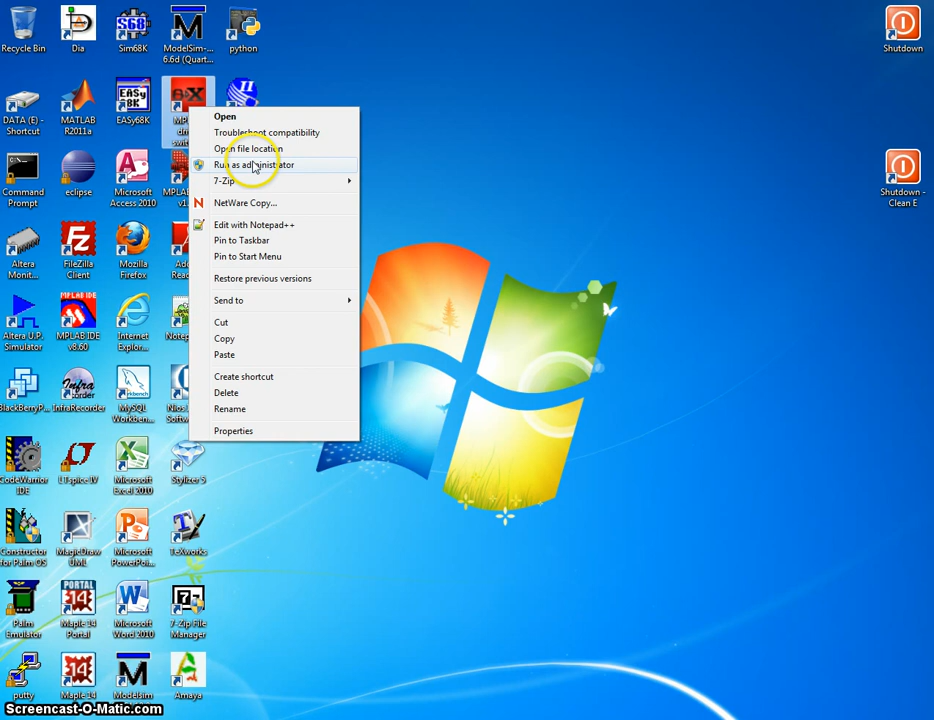 Recycle Bin
Dia
Sim68K
ModelSim-...
6.6d (Quart...
python
Shutdown
DATA (E) -
Shortcut
MATLAB
R2011a
EASy68K
Open
Troubleshoot compatibility
Open file location
Run as administrator
7-Zip
NetWare Copy...
Edit with Notepad++
Pin to Taskbar
Pin to Start Menu
Restore previous versions
Send to
Cut
Copy
Paste
Create shortcut
Delete
Rename
Properties
Shutdown -
Clean E
Command
Prompt
eclipse
Microsoft
Access 2010
Altera
Monit...
FileZilla
Client
Mozilla
Firefox
Altera U.P.
Simulator
MPLAB IDE
v8.60
Internet
Explor...
BlackBerryP...
InfraRecorder
MySQL
Workben...
CodeWarrior
IDE
LTspice IV
Microsoft
Excel 2010
Stylizer 5
Constructor
for Palm OS
MagicDraw
UML
Microsoft
PowerPoi...
TeXworks
Palm
Emulator
PORTAL
14
Maple 14
Portal
Microsoft
Word 2010
7-Zip File
Manager
putty
14
Maple 14
Modelsim
Amaya
Screencast-O-Matic.com